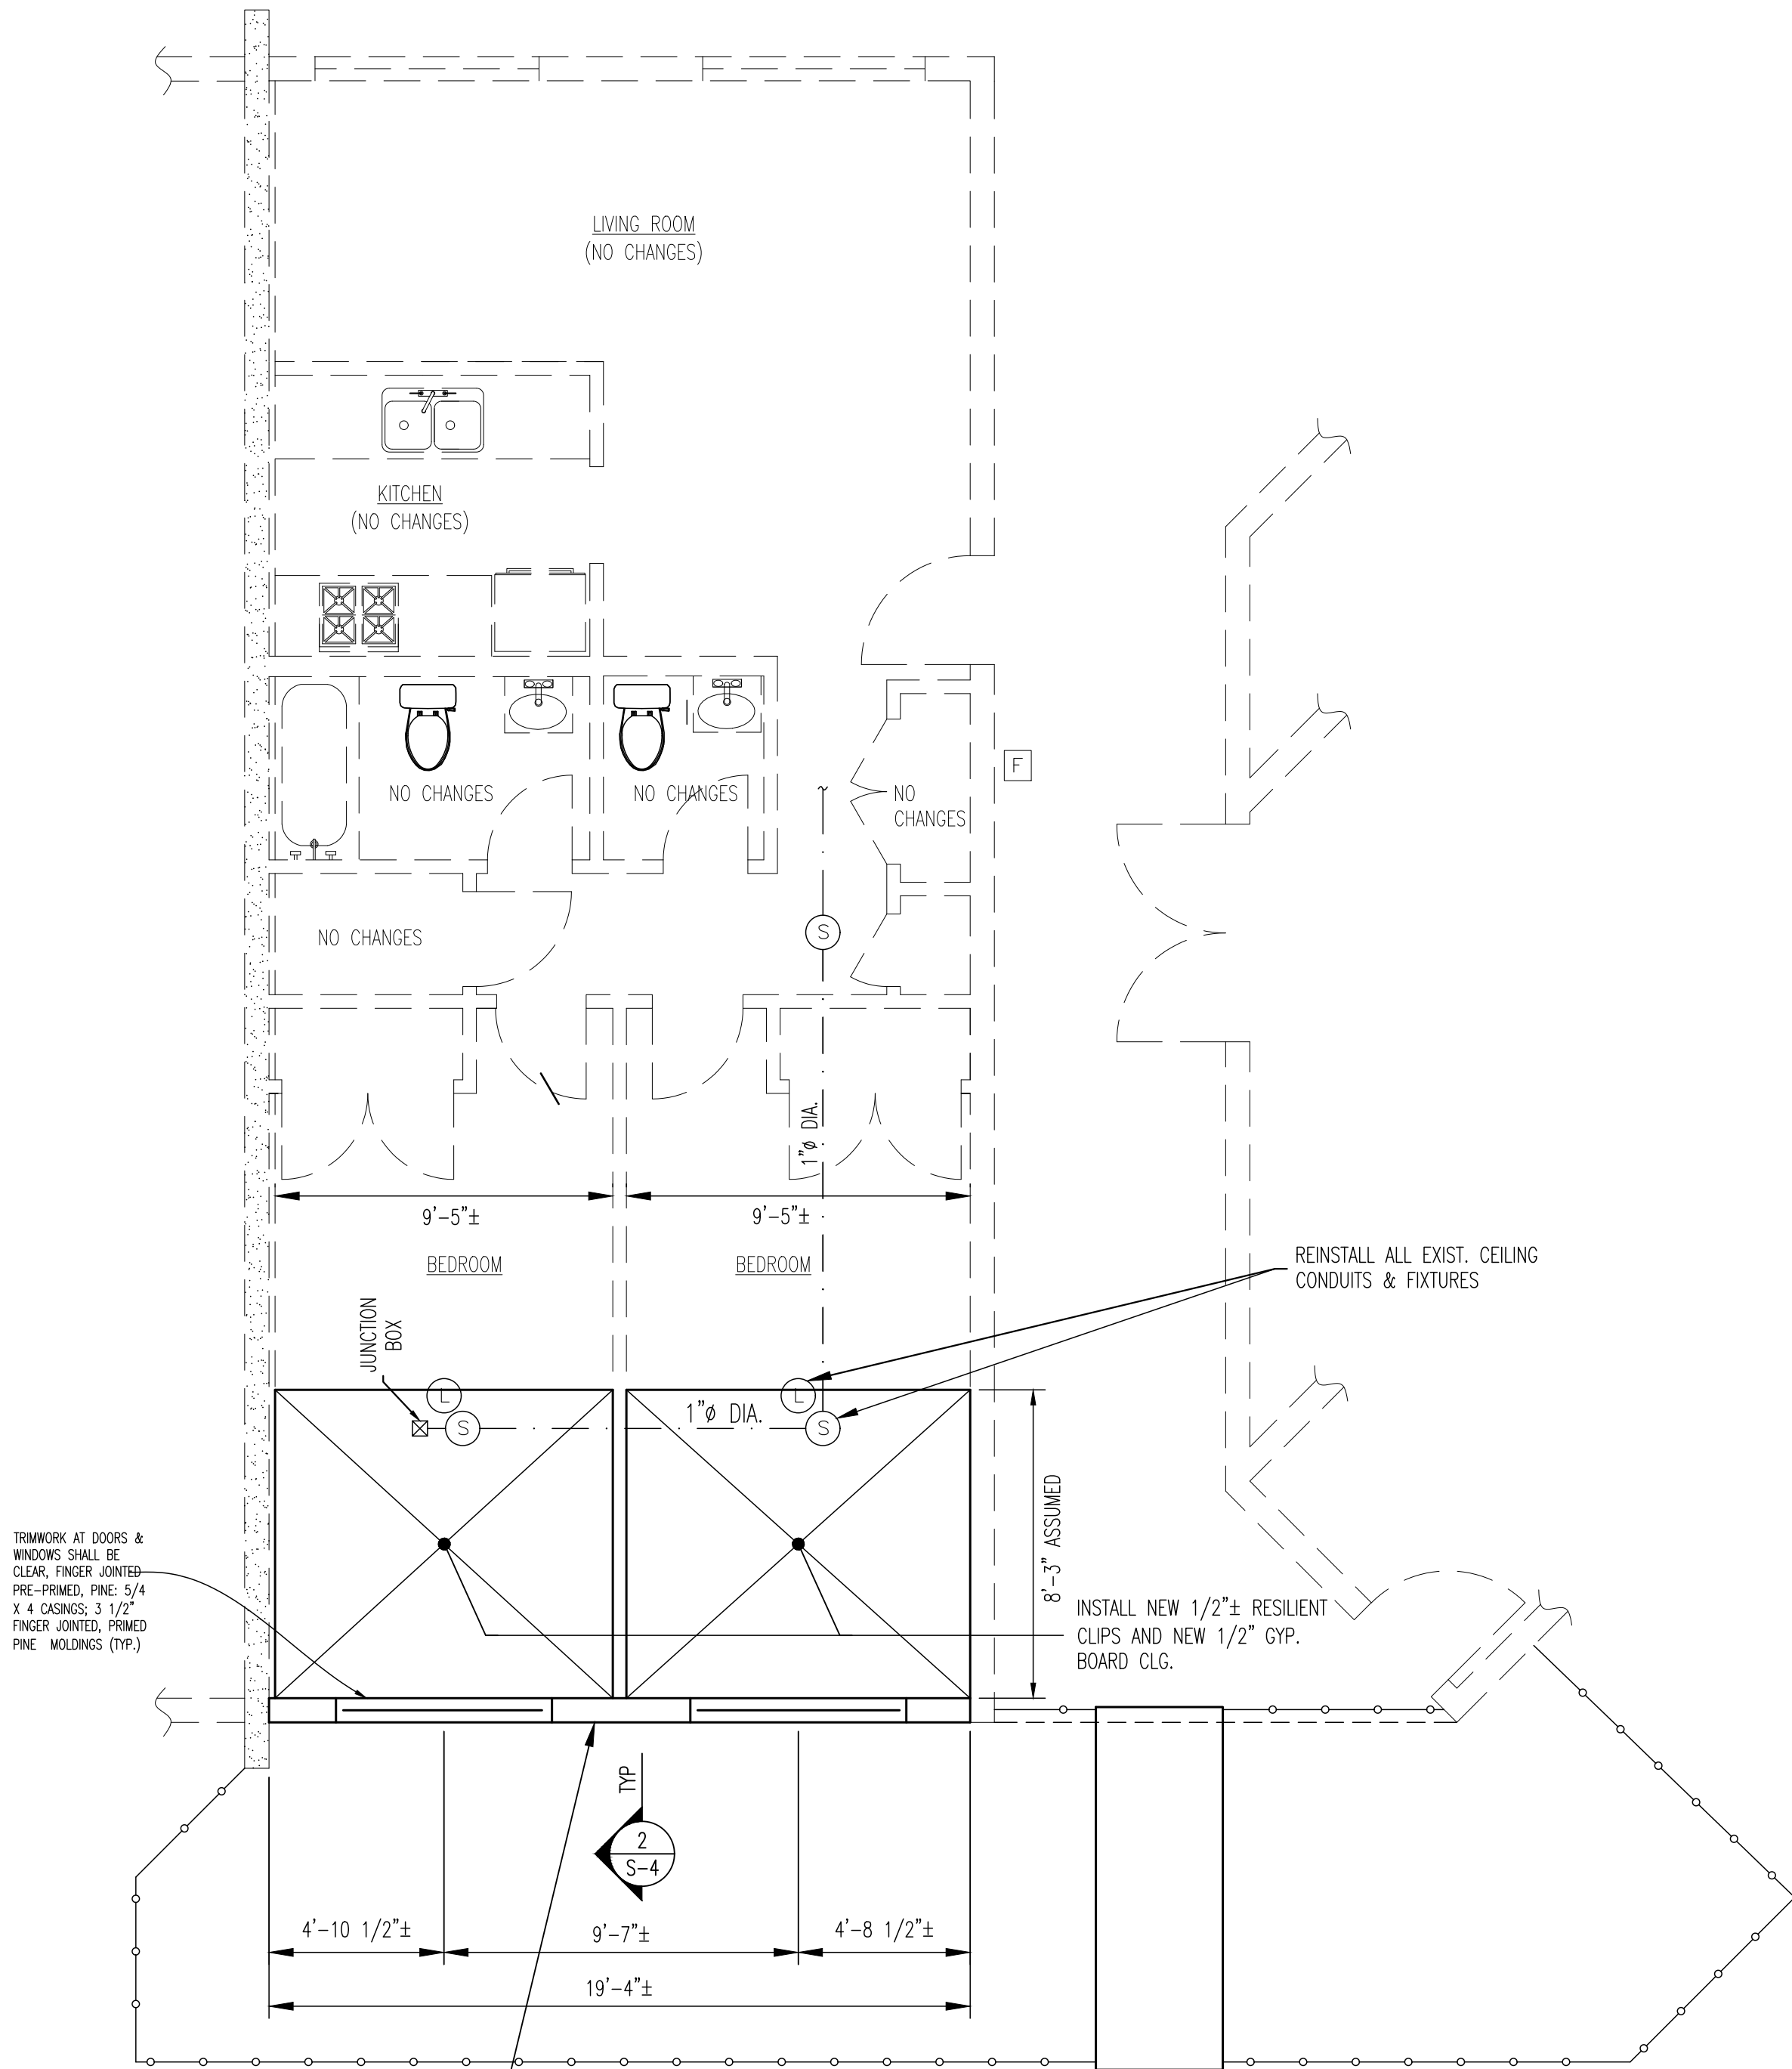 LIVING ROOM
(NO CHANGES)
KITCHEN
(NO CHANGES)
NO CHANGES
NO CHANGES
NO
CHANGES
F
NO CHANGES
S
1"ø DIA.
9'-5"±
9'-5"±
BEDROOM
BEDROOM
REINSTALL ALL EXIST. CEILING
CONDUITS & FIXTURES
JUNCTION
BOX
L
L
1"ø DIA.
S
S
8'-3" ASSUMED
TRIMWORK AT DOORS &
WINDOWS SHALL BE
CLEAR, FINGER JOINTED
PRE-PRIMED, PINE: 5/4
X 4 CASINGS; 3 1/2"
FINGER JOINTED, PRIMED
PINE MOLDINGS (TYP.)
INSTALL NEW 1/2"± RESILIENT
CLIPS AND NEW 1/2" GYP.
BOARD CLG.
TYP
2
S-4
4'-10 1/2"±
9'-7"±
4'-8 1/2"±
19'-4"±